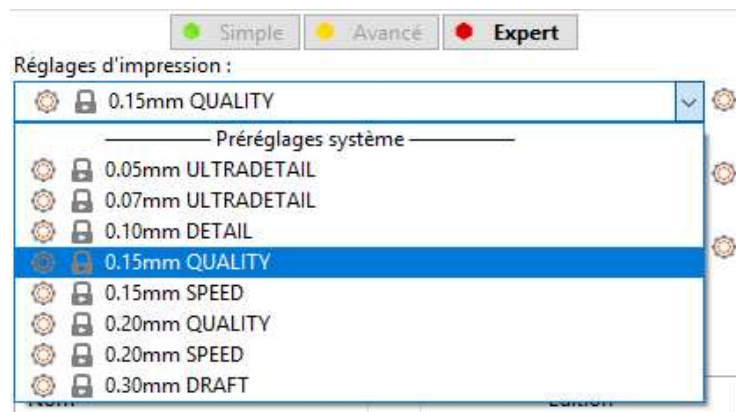 Simple Avancé Expert
Réglages d'impression :
0.15mm QUALITY
Préréglages système
0.05mm ULTRADETAIL
0.07mm ULTRADETAIL
0.10mm DETAIL
0.15mm QUALITY
0.15mm SPEED
0.20mm QUALITY
0.20mm SPEED
0.30mm DRAFT